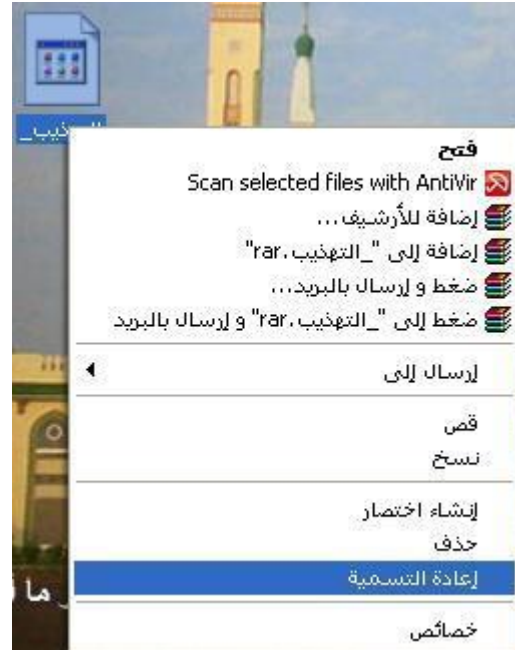 فتح
Scan selected files with AntiVir
إضافة للأرشيف...
إضافة إلى "_التهذيب.rar"
ضغط و إرسال بالبريد...
ضغط إلى "_التهذيب.rar" و إرسال بالبريد
إرسال إلى
قص
نسخ
إنشاء اختصار
حذف
إعادة التسمية
خصائص